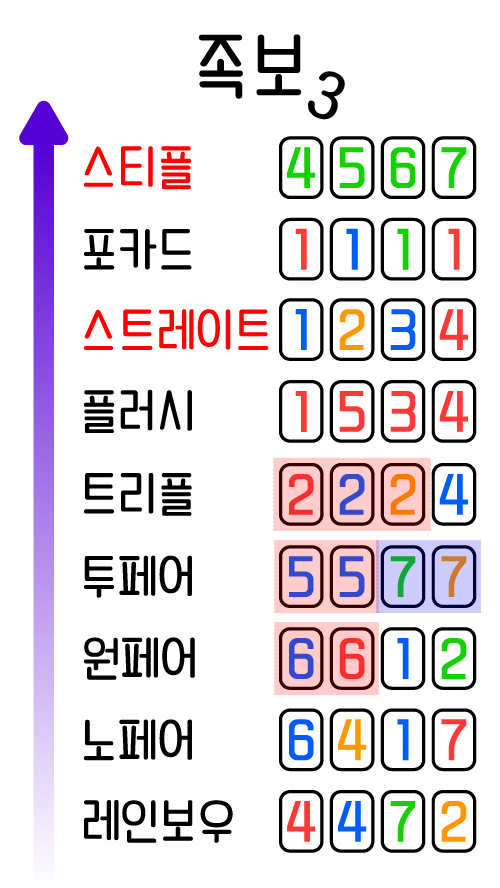 족보3
스티플 4 5 6 7
포카드 1 1 1 1
스트레이트 1 2 3 4
플러시 1 5 3 4
트리플 2 2 2 4
투페어 5 5 7 7
원페어 6 6 1 2
노페어 6 4 1 7
레인보우 4 4 7 2